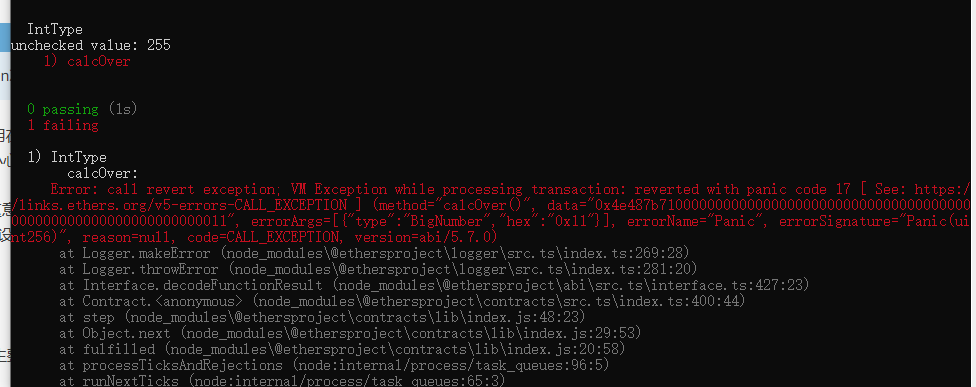 IntType
unchecked value: 255
1) calcOver
0 passing (1s)
1 failing
1) IntType
calcOver:
Error: call revert exception; VM Exception while processing transaction: reverted with panic code 17 [ See: https:/
/links.ethers.org/v5-errors-CALL_EXCEPTION ] (method="calcOver()", data="0x4e487b7100000000000000000000000000000000000000
00000000000000000000000011", errorArgs=[{"type":"BigNumber","hex":"0x11"}], errorName="Panic", errorSignature="Panic(ui
nt256)", reason=null, code=CALL_EXCEPTION, version=abi/5.7.0)
at Logger.makeError (node_modules\@ethersproject\logger\src.ts\index.ts:269:28)
at Logger.throwError (node_modules\@ethersproject\logger\src.ts\index.ts:281:20)
at Interface.decodeFunctionResult (node_modules\@ethersproject\abi\src.ts\interface.ts:427:23)
at Contract.<anonymous> (node_modules\@ethersproject\contracts\src.ts\index.ts:400:44)
at step (node_modules\@ethersproject\contracts\lib\index.js:48:23)
at Object.next (node_modules\@ethersproject\contracts\lib\index.js:29:53)
at fulfilled (node_modules\@ethersproject\contracts\lib\index.js:20:58)
at processTicksAndRejections (node:internal/process/task_queues:96:5)
at runNextTicks (node:internal/process/task_queues:65:3)